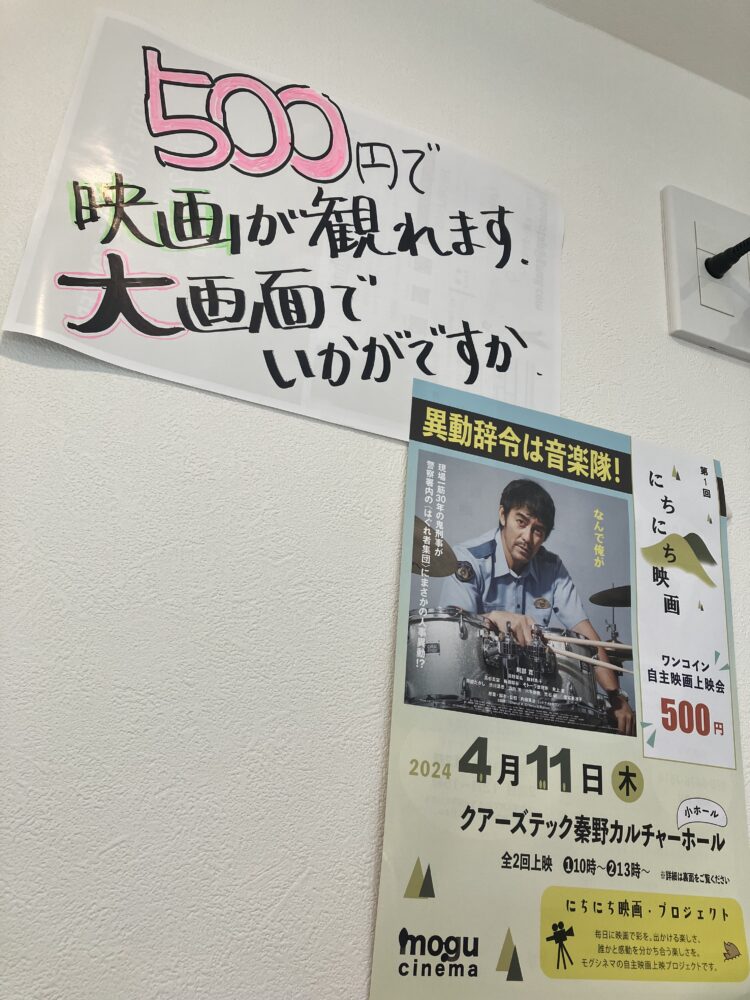 500円で
映画が観れます.
大画面で
いかがですか.
異動辞令は音楽隊!
現場一筋30年の鬼刑事が
警察署内の〈はぐれ者集団〉にまさかの人事異動!?
なんで俺が
阿部 寛
第1回
にちにち映画
ワンコイン
自主映画上映会
500円
2024 4月11日 木
クアーズテック秦野カルチャーホール
小ホール
全2回上映 ❶10時〜❷13時〜 ※詳細は裏面をご覧ください
にちにち映画・プロジェクト
毎日に映画で彩を。出かける楽しさ、
誰かと感動を分かち合う楽しさを。
モグシネマの自主映画上映プロジェクトです。
mogu
cinema